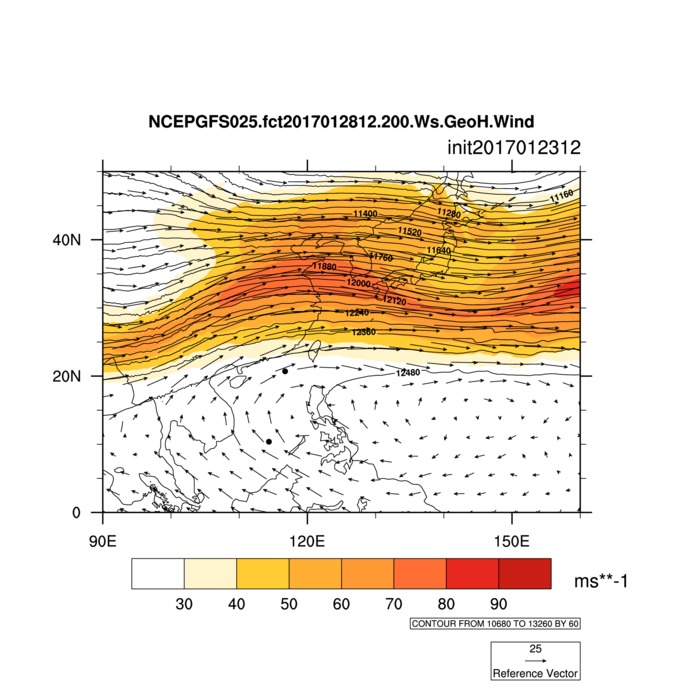 NCEPGFS025.fct2017012812.200.Ws.GeoH.Wind
init2017012312
11160
11400
11280
11520
11640
11760
11880
12000
12120
12240
12360
12480
40N
20N
0
90E 120E 150E
ms**-1
30 40 50 60 70 80 90
CONTOUR FROM 10680 TO 13260 BY 60
25
Reference Vector